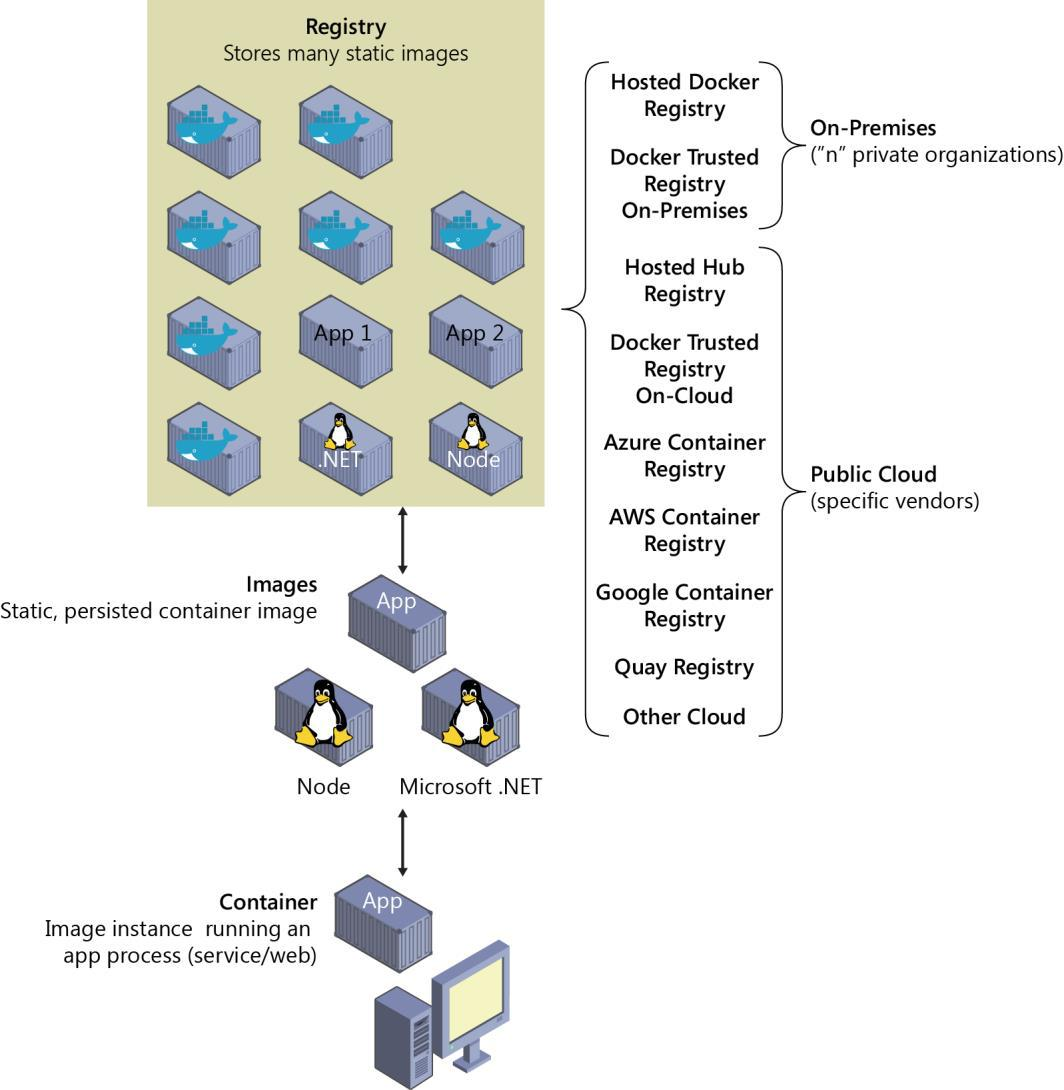 Registry
Stores many static images
App 1
App 2
.NET
Node
Hosted Docker
Registry
Docker Trusted
Registry
On-Premises
On-Premises
("n" private organizations)
Hosted Hub
Registry
Docker Trusted
Registry
On-Cloud
Azure Container
Registry
AWS Container
Registry
Google Container
Registry
Quay Registry
Other Cloud
Public Cloud
(specific vendors)
Images
Static, persisted container image
App
Node
Microsoft .NET
Container
Image instance running an
app process (service/web)
App